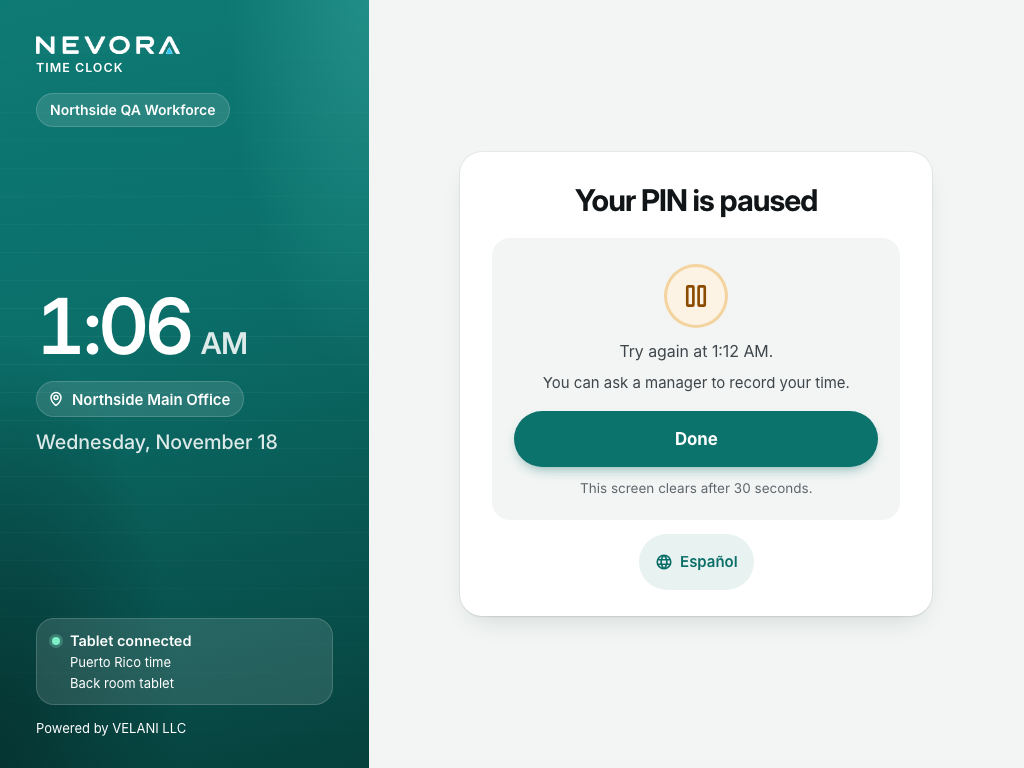 NEVORA
TIME CLOCK
Northside QA Workforce
1:06 AM
Northside Main Office
Wednesday, November 18
Tablet connected
Puerto Rico time
Back room tablet
Powered by VELANI LLC
Your PIN is paused
Try again at 1:12 AM.
You can ask a manager to record your time.
Done
This screen clears after 30 seconds.
Español